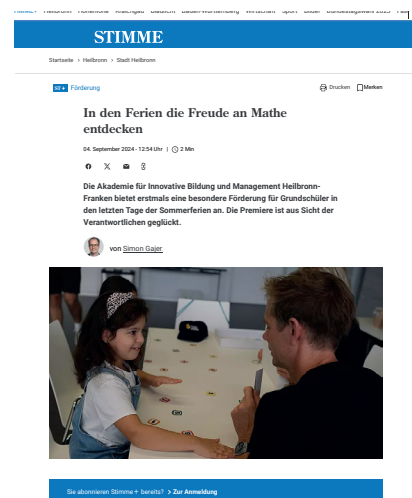 STIMME
Startseite › Heilbronn › Stadt Heilbronn
ST+ Förderung
Drucken Merken
In den Ferien die Freude an Mathe
entdecken
04. September 2024 - 12:54 Uhr | 2 Min
Die Akademie für Innovative Bildung und Management Heilbronn-
Franken bietet erstmals eine besondere Förderung für Grundschüler in
den letzten Tage der Sommerferien an. Die Premiere ist aus Sicht der
Verantwortlichen geglückt.
von Simon Gajer
Sie abonnieren Stimme+ bereits? › Zur Anmeldung